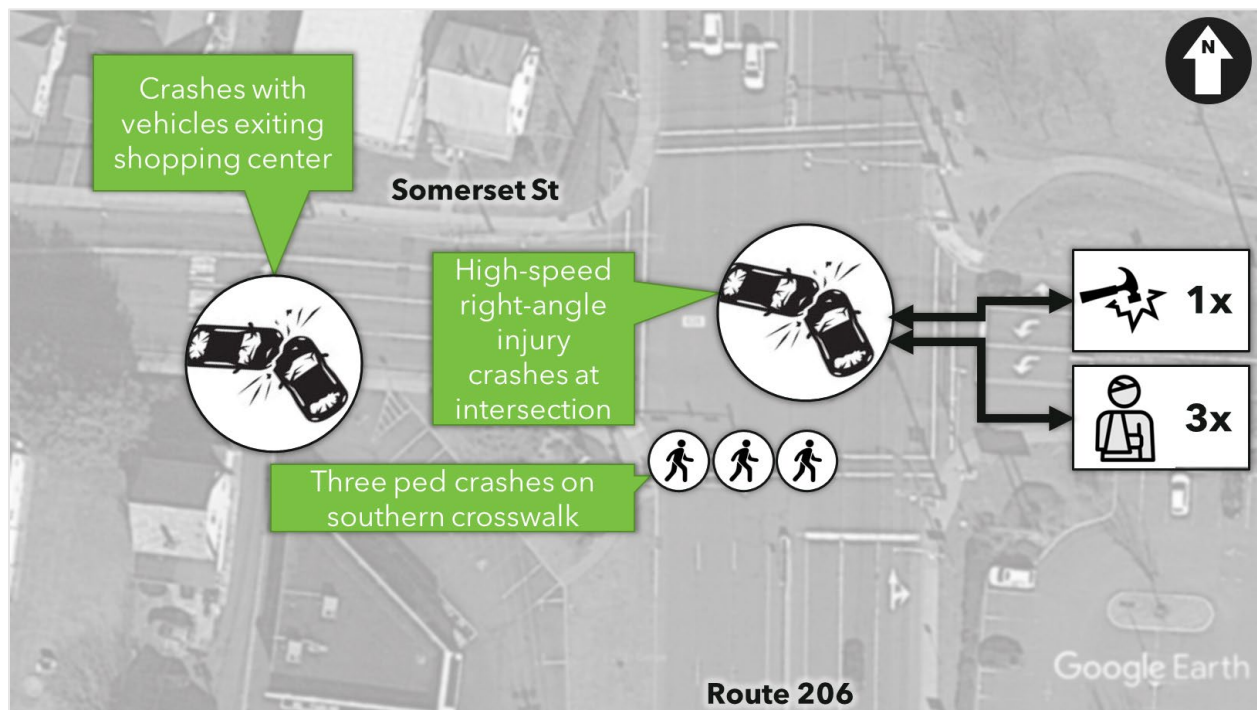 N
Crashes with
vehicles exiting
shopping center
Somerset St
High-speed
right-angle
injury
crashes at
intersection
1x
3x
Three ped crashes on
southern crosswalk
Google Earth
Route 206